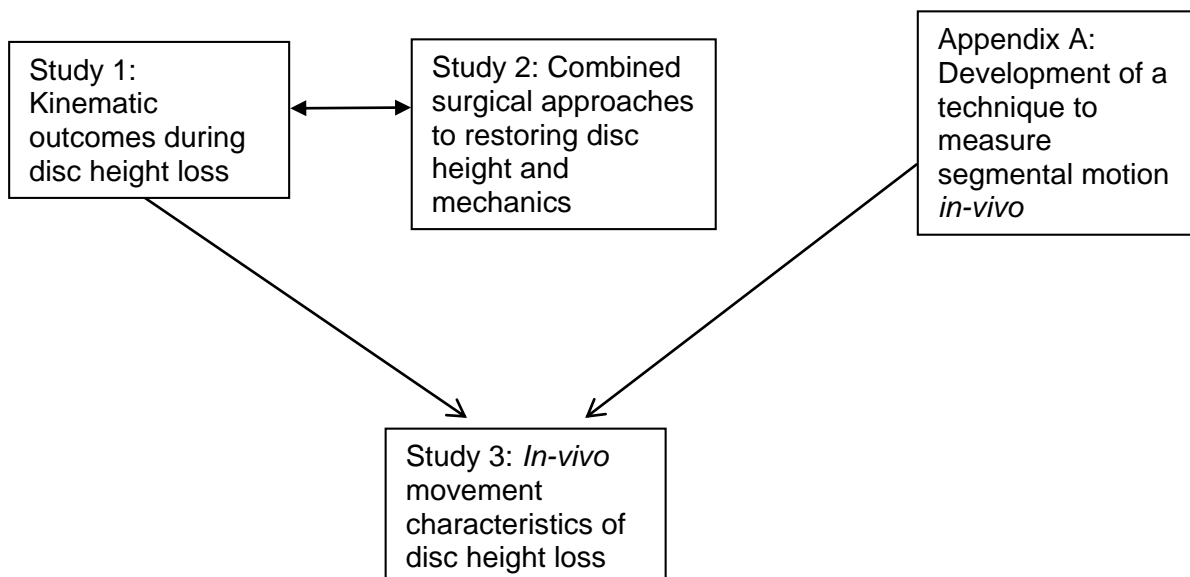 Study 1:
Kinematic
outcomes during
disc height loss
Study 2: Combined
surgical approaches
to restoring disc
height and
mechanics
Appendix A:
Development of a
technique to
measure
segmental motion
in-vivo
Study 3: In-vivo
movement
characteristics of
disc height loss